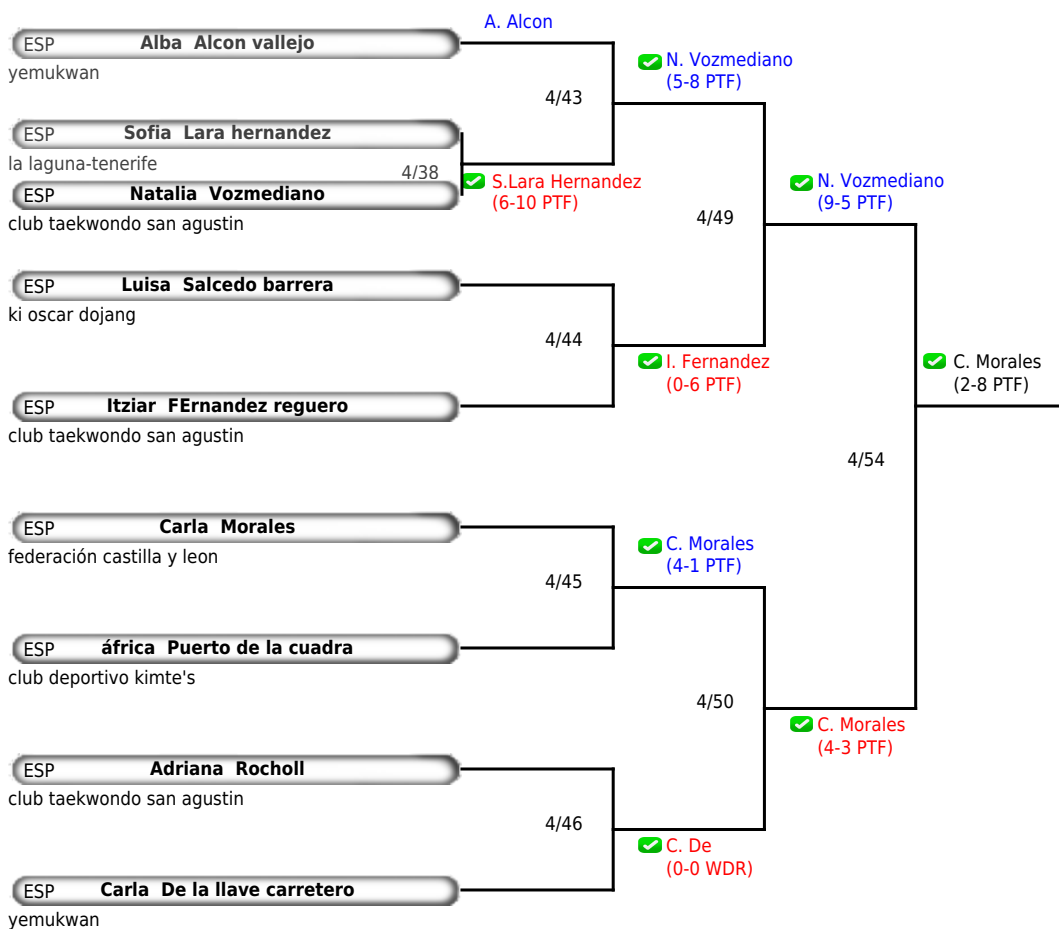 A. Alcon
ESP Alba Alcon vallejo
yemukwan
N. Vozmediano
(5-8 PTF)
4/43
ESP Sofia Lara hernandez
la laguna-tenerife
4/38
S.Lara Hernandez
(6-10 PTF)
ESP Natalia Vozmediano
club taekwondo san agustin
N. Vozmediano
(9-5 PTF)
4/49
ESP Luisa Salcedo barrera
ki oscar dojang
4/44
I. Fernandez
(0-6 PTF)
C. Morales
(2-8 PTF)
ESP Itziar FErnandez reguero
club taekwondo san agustin
4/54
ESP Carla Morales
federación castilla y leon
C. Morales
(4-1 PTF)
4/45
ESP áfrica Puerto de la cuadra
club deportivo kimte's
4/50
C. Morales
(4-3 PTF)
ESP Adriana Rocholl
club taekwondo san agustin
4/46
C. De
(0-0 WDR)
ESP Carla De la llave carretero
yemukwan